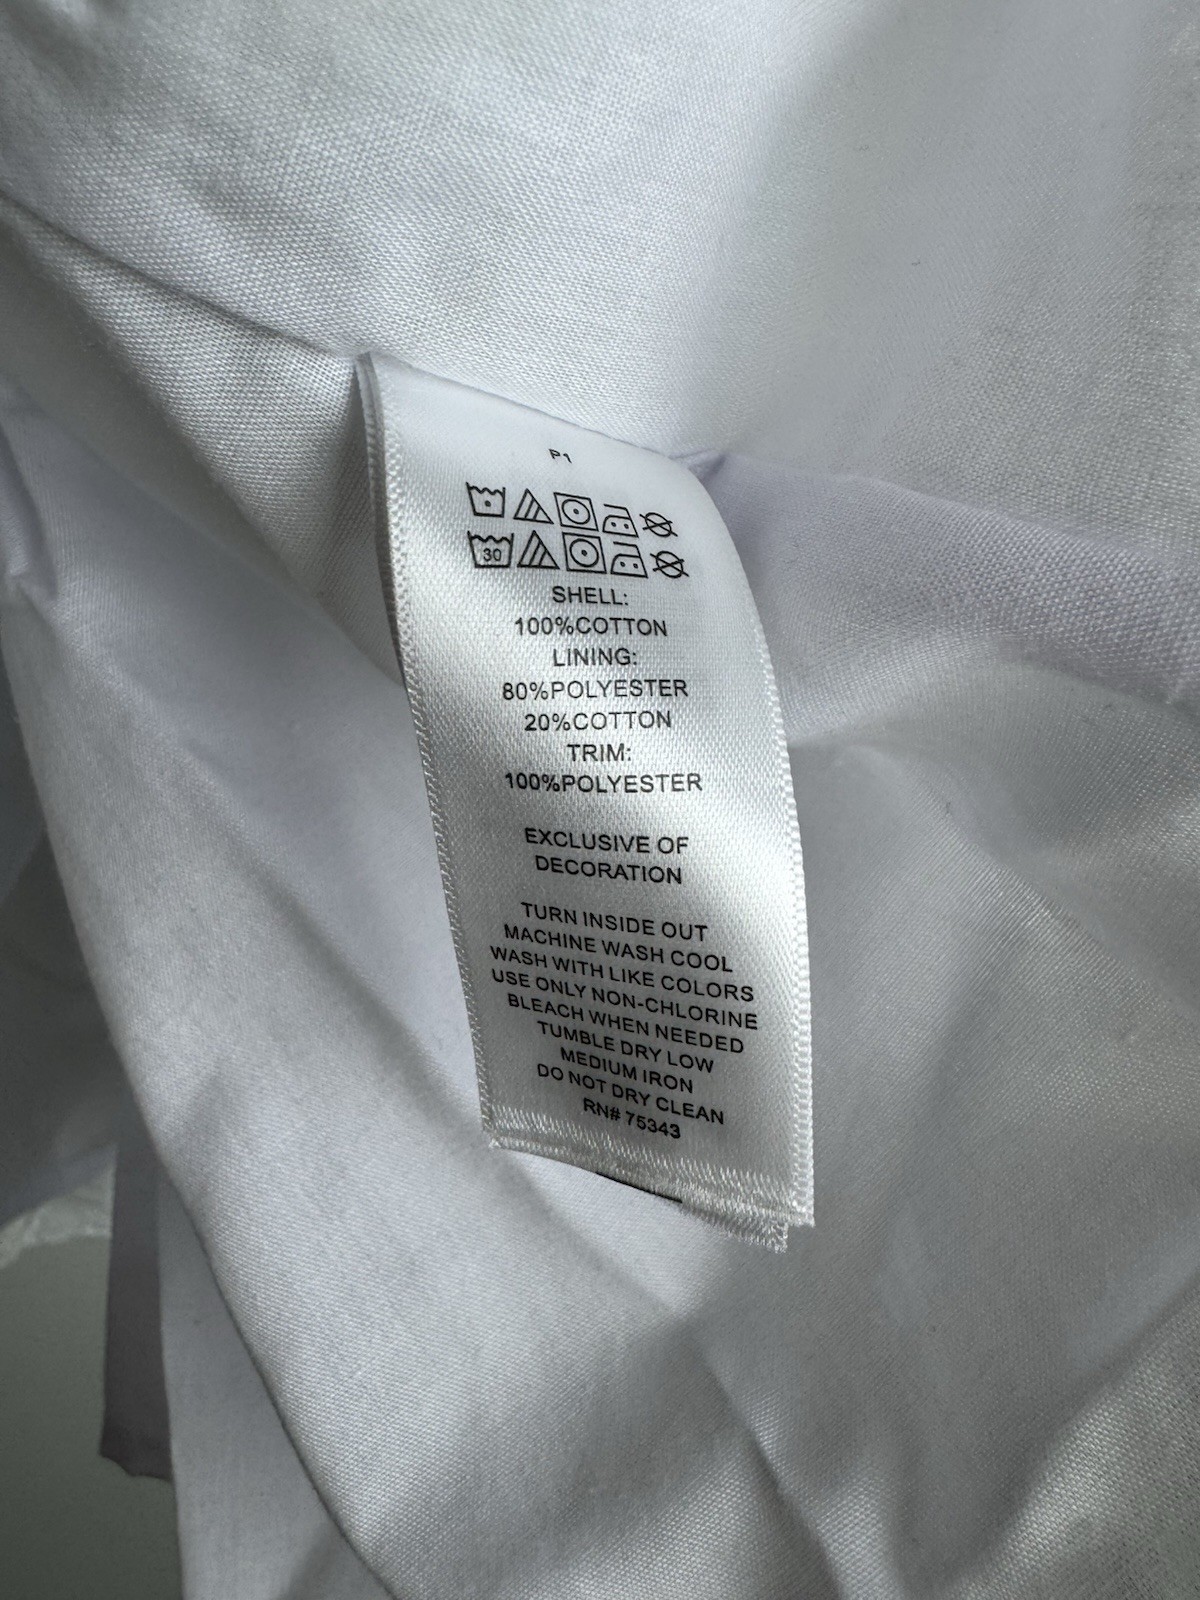 P1
30
SHELL:
100%COTTON
LINING:
80%POLYESTER
20%COTTON
TRIM:
100%POLYESTER
EXCLUSIVE OF
DECORATION
TURN INSIDE OUT
MACHINE WASH COOL
WASH WITH LIKE COLORS
USE ONLY NON-CHLORINE
BLEACH WHEN NEEDED
TUMBLE DRY LOW
MEDIUM IRON
DO NOT DRY CLEAN
RN# 75343